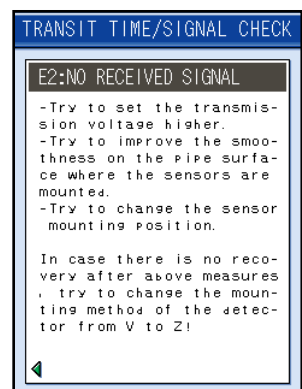 TRANSIT TIME/SIGNAL CHECK
E2:NO RECEIVED SIGNAL
-Try to set the transmis-
sion voltage higher.
-Try to improve the smoo-
thness on the pipe surfa-
ce where the sensors are
mounted.
-Try to change the sensor
mounting position.
In case there is no reco-
very after above measures
, try to change the moun-
ting method of the detec-
tor from V to Z!